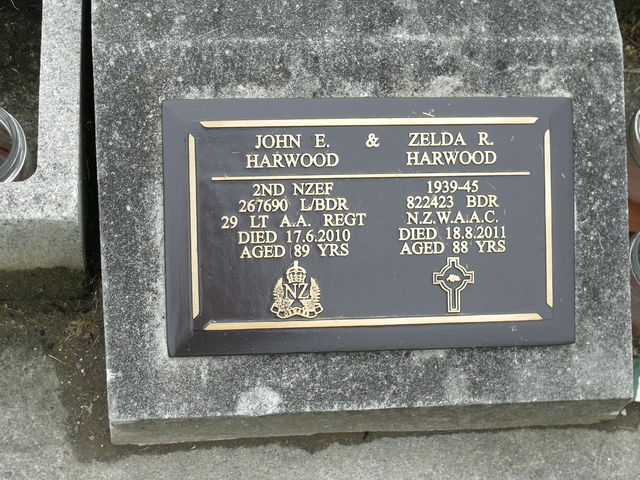 JOHN E. & ZELDA R.
HARWOOD HARWOOD
2ND NZEF
267690 L/BDR
29 LT A.A. REGT
DIED 17.6.2010
AGED 89 YRS
NZ
1939-45
822423 BDR
N.Z.W.A.A.C.
DIED 18.8.2011
AGED 88 YRS